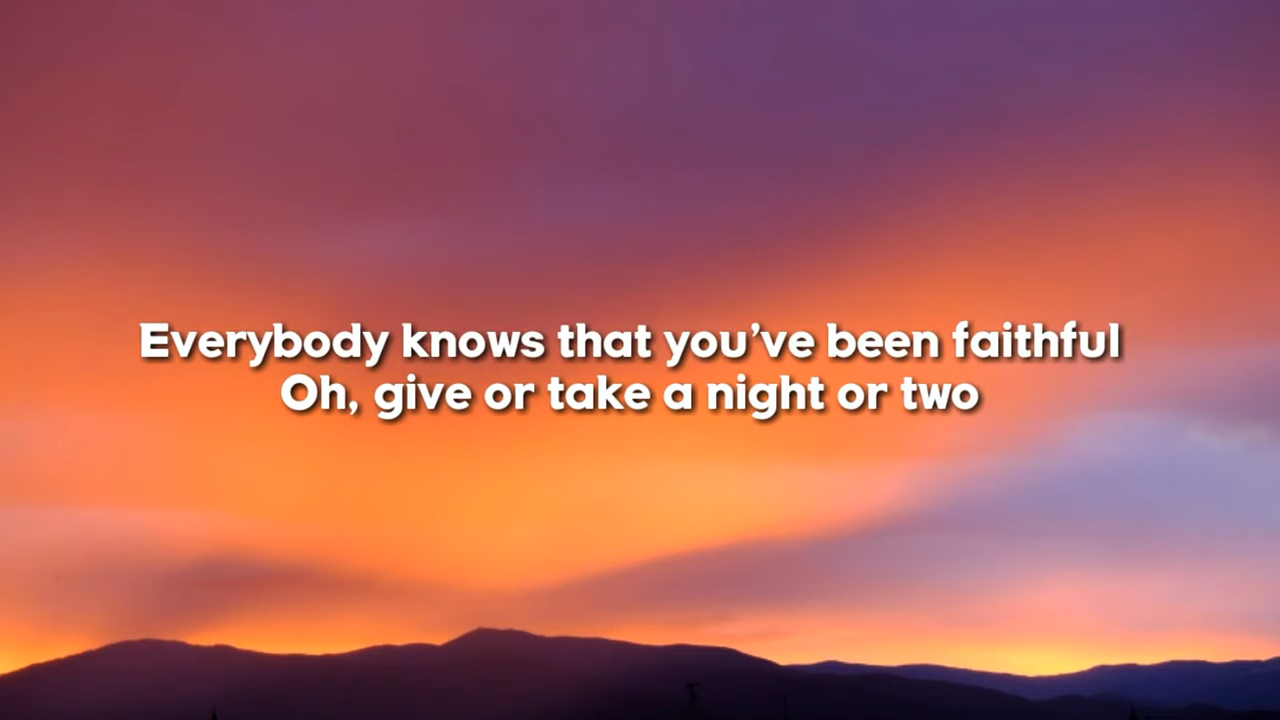 Everybody knows that you've been faithful
Oh, give or take a night or two